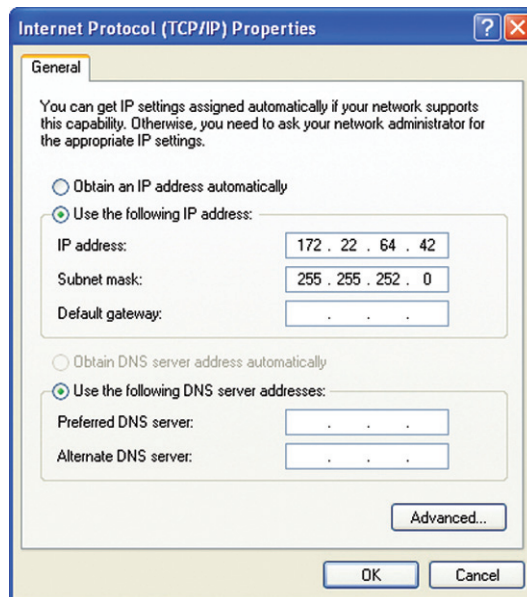 Internet Protocol (TCP/IP) Properties
General
You can get IP settings assigned automatically if your network supports
this capability. Otherwise, you need to ask your network administrator for
the appropriate IP settings.
Obtain an IP address automatically
Use the following IP address:
IP address: 172 . 22 . 64 . 42
Subnet mask: 255 . 255 . 252 . 0
Default gateway: . . .
Obtain DNS server address automatically
Use the following DNS server addresses:
Preferred DNS server: . . .
Alternate DNS server: . . .
Advanced...
OK Cancel